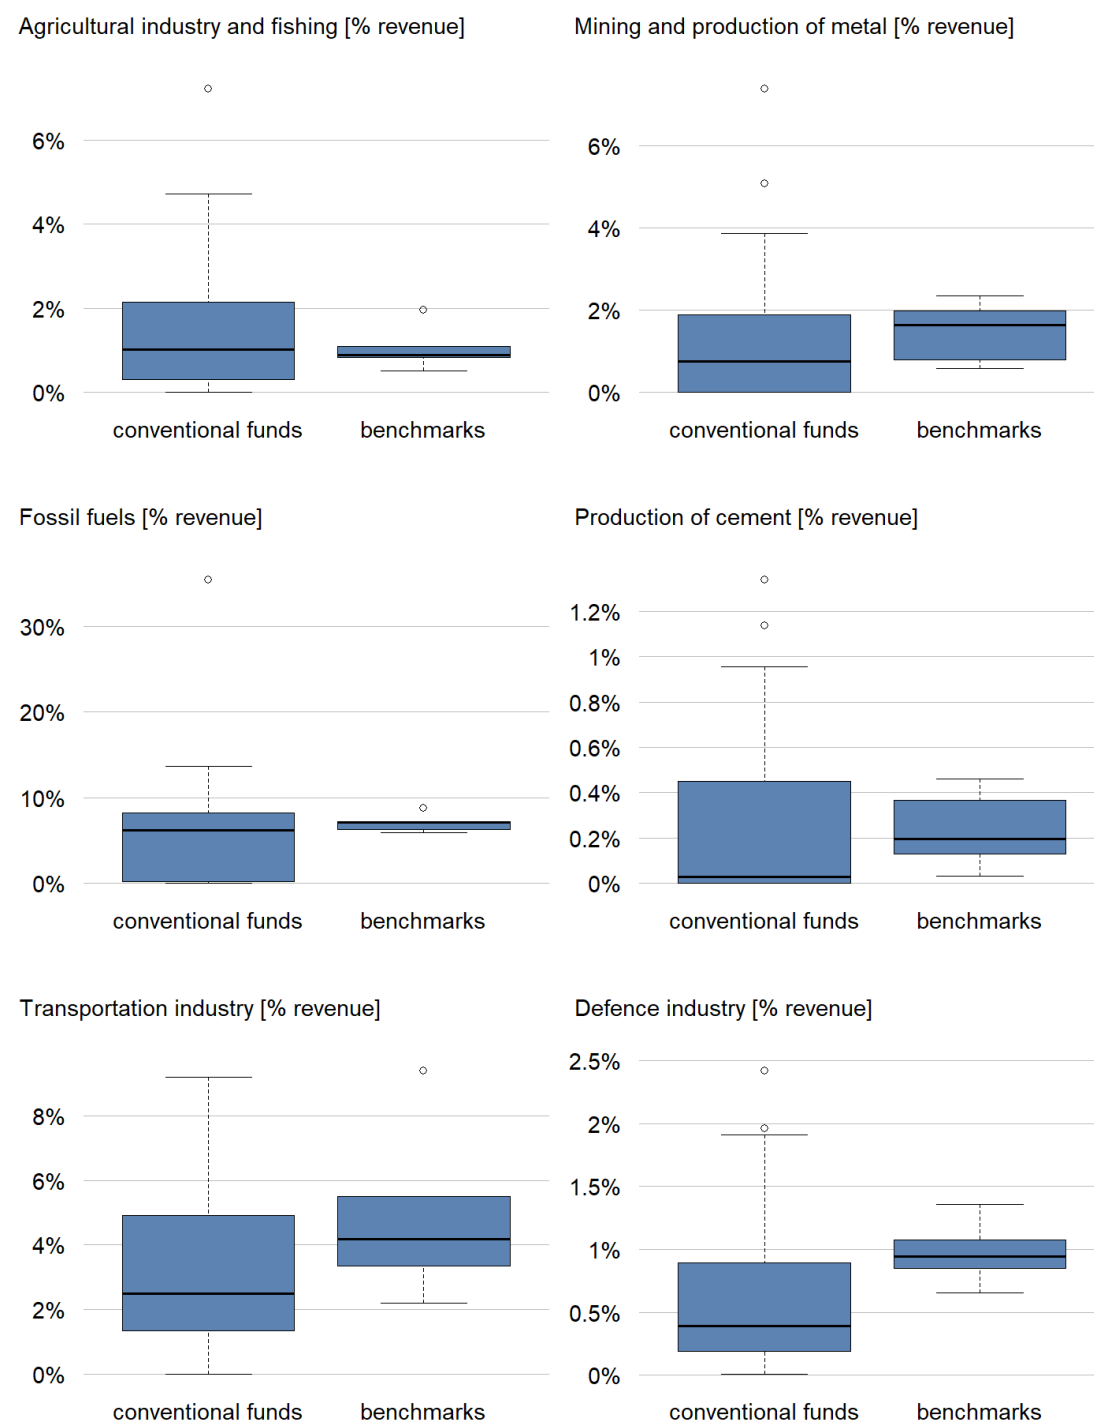 Agricultural industry and fishing [% revenue]
6%
4%
2%
0%
conventional funds benchmarks
Mining and production of metal [% revenue]
6%
4%
2%
0%
conventional funds benchmarks
Fossil fuels [% revenue]
30%
20%
10%
0%
conventional funds benchmarks
Production of cement [% revenue]
1.2%
1%
0.8%
0.6%
0.4%
0.2%
0%
conventional funds benchmarks
Transportation industry [% revenue]
8%
6%
4%
2%
0%
conventional funds benchmarks
Defence industry [% revenue]
2.5%
2%
1.5%
1%
0.5%
0%
conventional funds benchmarks